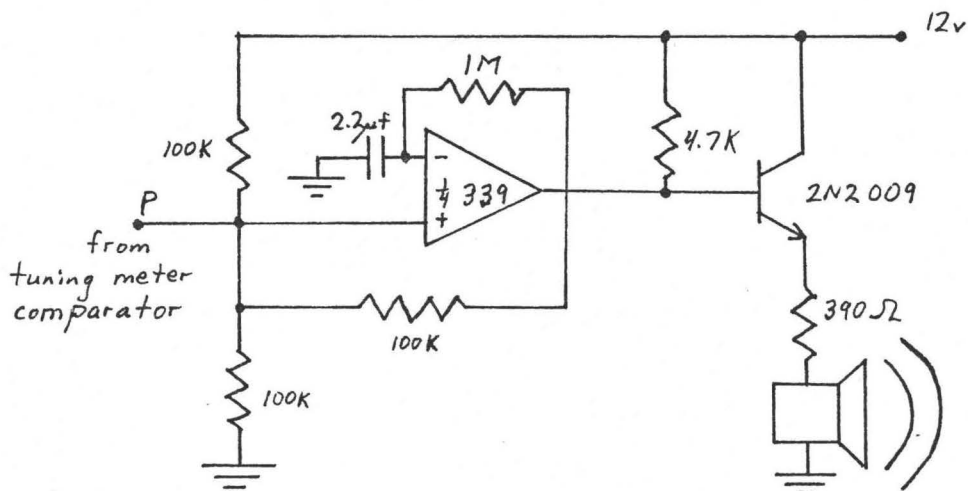 12v
1M
2.2μf
100K
4.7K
-
1/4 339
+
2N2009
P
from
tuning meter
comparator
390Ω
100K
100K